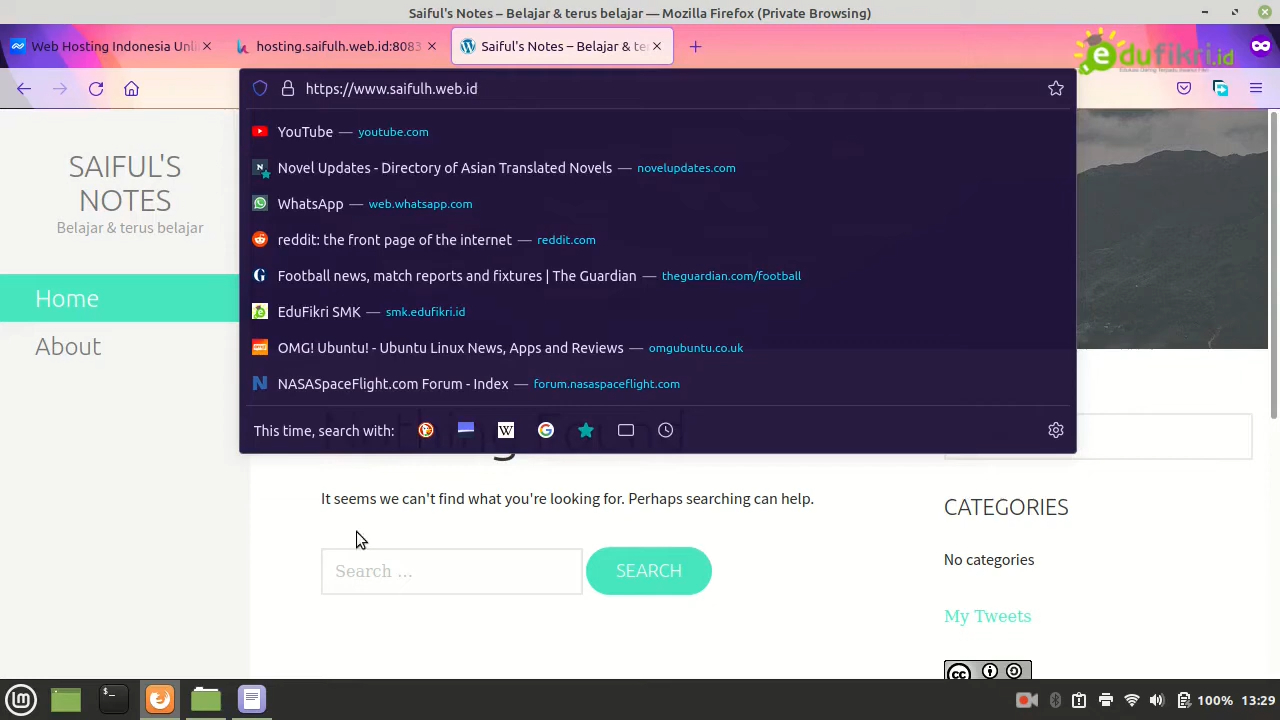 Saiful's Notes – Belajar & terus belajar — Mozilla Firefox (Private Browsing)
Web Hosting Indonesia Unli
hosting.saifulh.web.id:8083
Saiful's Notes – Belajar & te
edufikri.id
https://www.saifulh.web.id
YouTube — youtube.com
Novel Updates - Directory of Asian Translated Novels — novelupdates.com
WhatsApp — web.whatsapp.com
reddit: the front page of the internet — reddit.com
Football news, match reports and fixtures | The Guardian — theguardian.com/football
EduFikri SMK — smk.edufikri.id
OMG! Ubuntu! - Ubuntu Linux News, Apps and Reviews — omgubuntu.co.uk
NASASpaceFlight.com Forum - Index — forum.nasaspaceflight.com
This time, search with:
SAIFUL'S
NOTES
Belajar & terus belajar
Home
About
It seems we can't find what you're looking for. Perhaps searching can help.
Search ...
SEARCH
CATEGORIES
No categories
My Tweets
100%
13:29